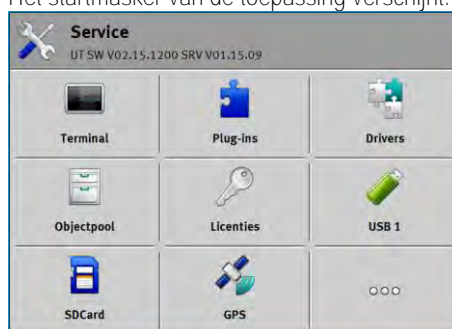 Het startmasker van de toepassing verschijnt.
Service
UT SW V02.15.1200 SRV V01.15.09
Terminal
Plug-ins
Drivers
Objectpool
Licenties
USB 1
SDCard
GPS